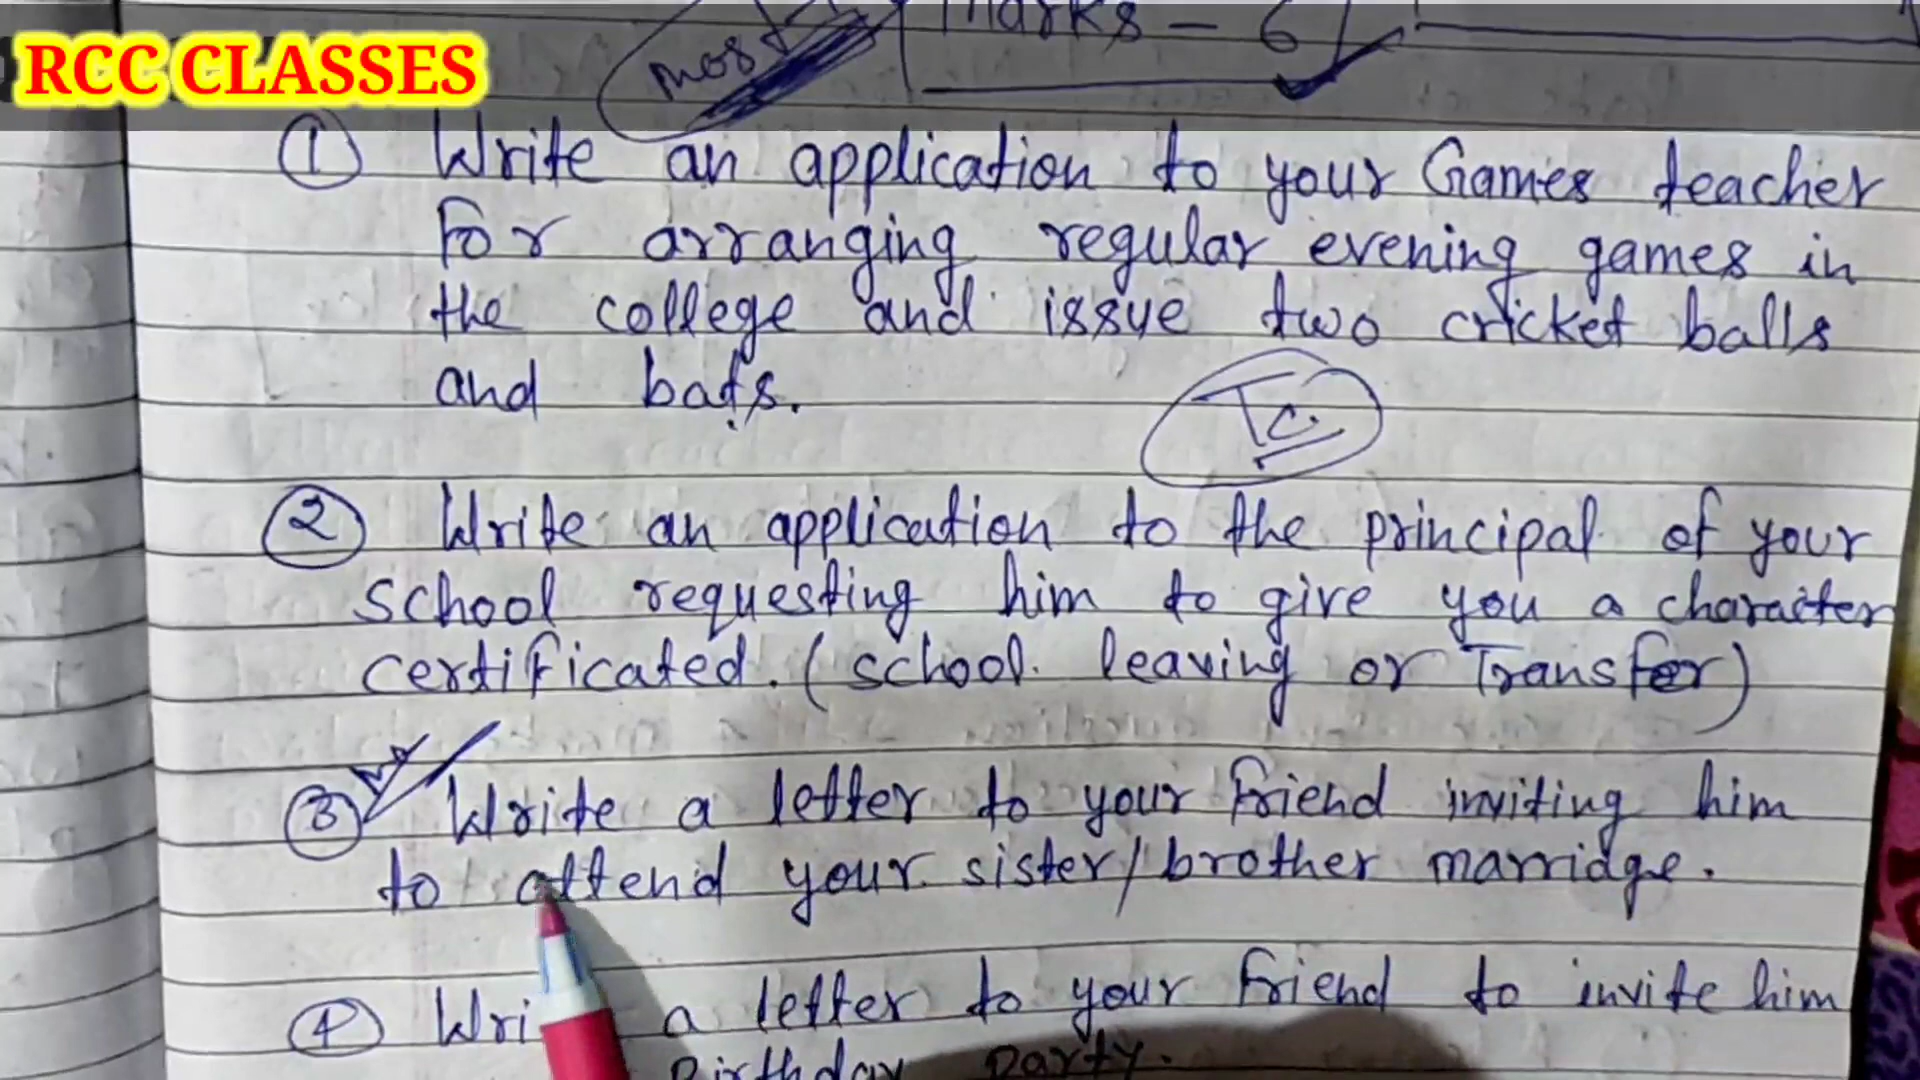 marks - 6
RCC CLASSES
most
① Write an application to your Games teacher
For arranging regular evening games in
the college and issue two cricket balls
and bats.
T.C.
② Write an application to the principal of your
school requesting him to give you a character
certificated. (school leaving or Transfer)
③ Write a letter to your friend inviting him
to attend your sister/brother marridge.
④ Wri a letter to your friend to invite him
Birthday party.